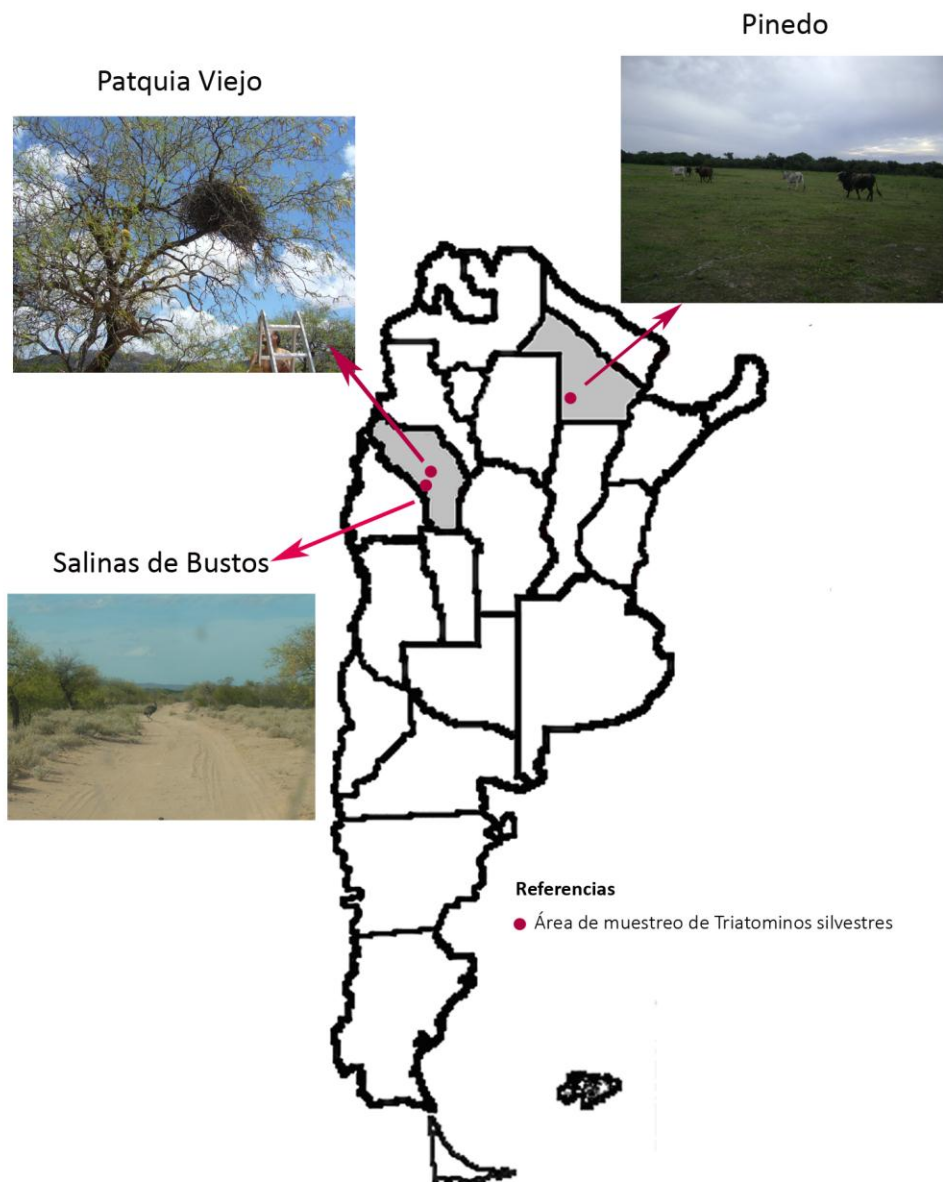 Pinedo
Patquia Viejo
Salinas de Bustos
Referencias
Área de muestreo de Triatominos silvestres